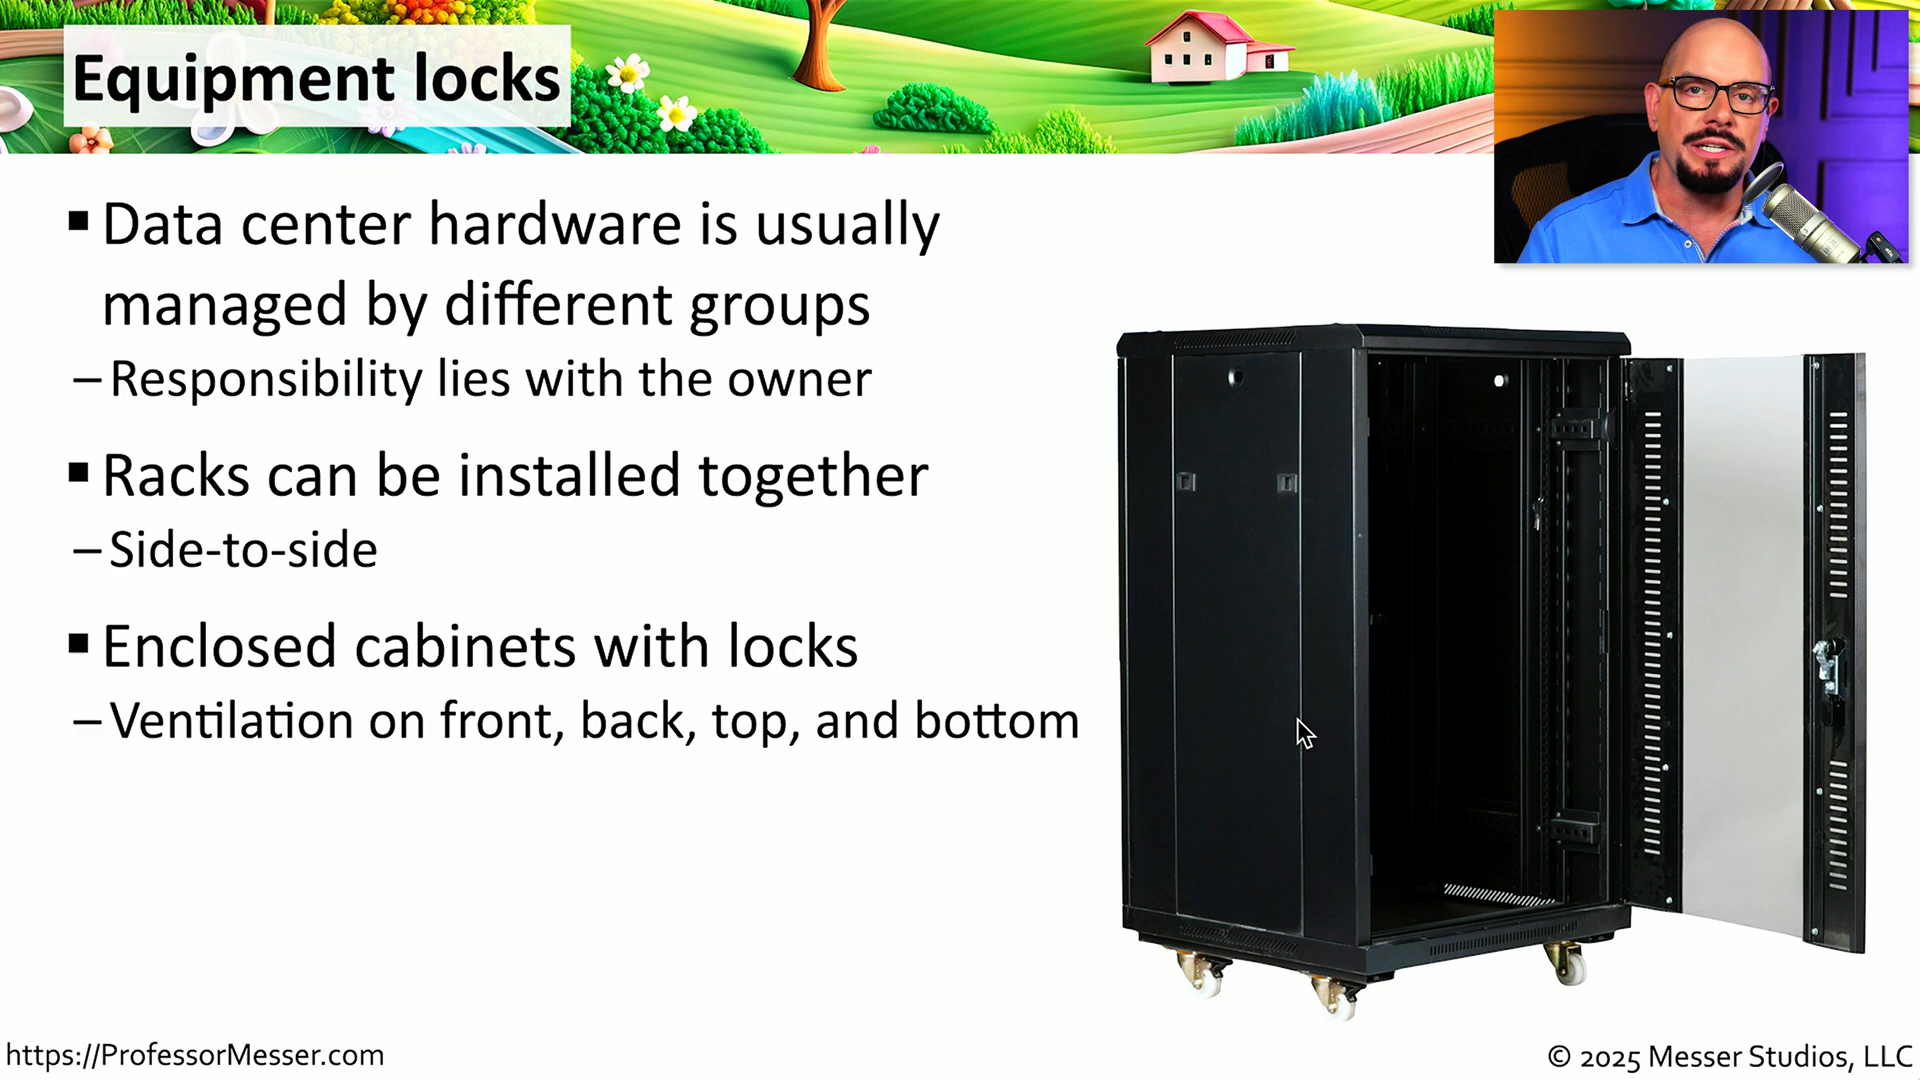 Equipment locks
▪ Data center hardware is usually
managed by different groups
– Responsibility lies with the owner
▪ Racks can be installed together
– Side-to-side
▪ Enclosed cabinets with locks
– Ventilation on front, back, top, and bottom
https://ProfessorMesser.com
© 2025 Messer Studios, LLC